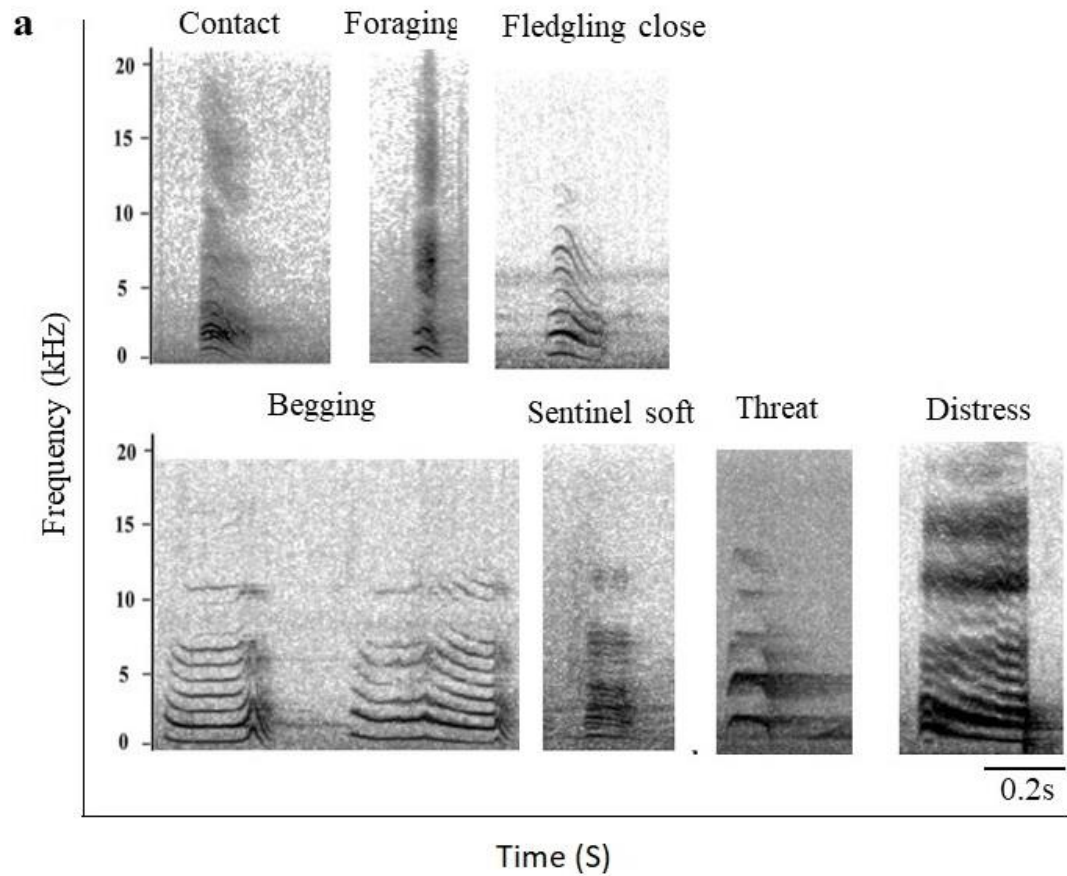 a
Contact Foraging Fledgling close
20
15
10
5
0
Frequency (kHz)
Begging Sentinel soft Threat Distress
20
15
10
5
0
0.2s
Time (S)